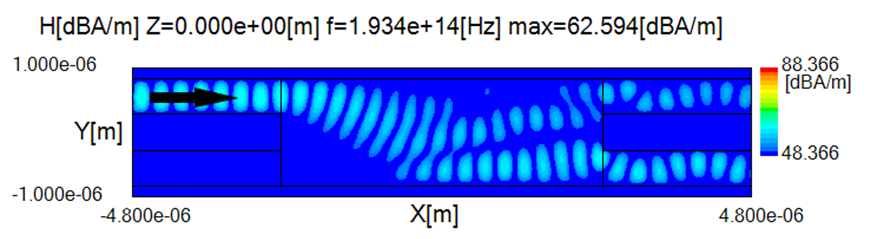 H[dBA/m] Z=0.000e+00[m] f=1.934e+14[Hz] max=62.594[dBA/m]
1.000e-06
88.366
[dBA/m]
Y[m]
48.366
-1.000e-06
-4.800e-06
X[m]
4.800e-06